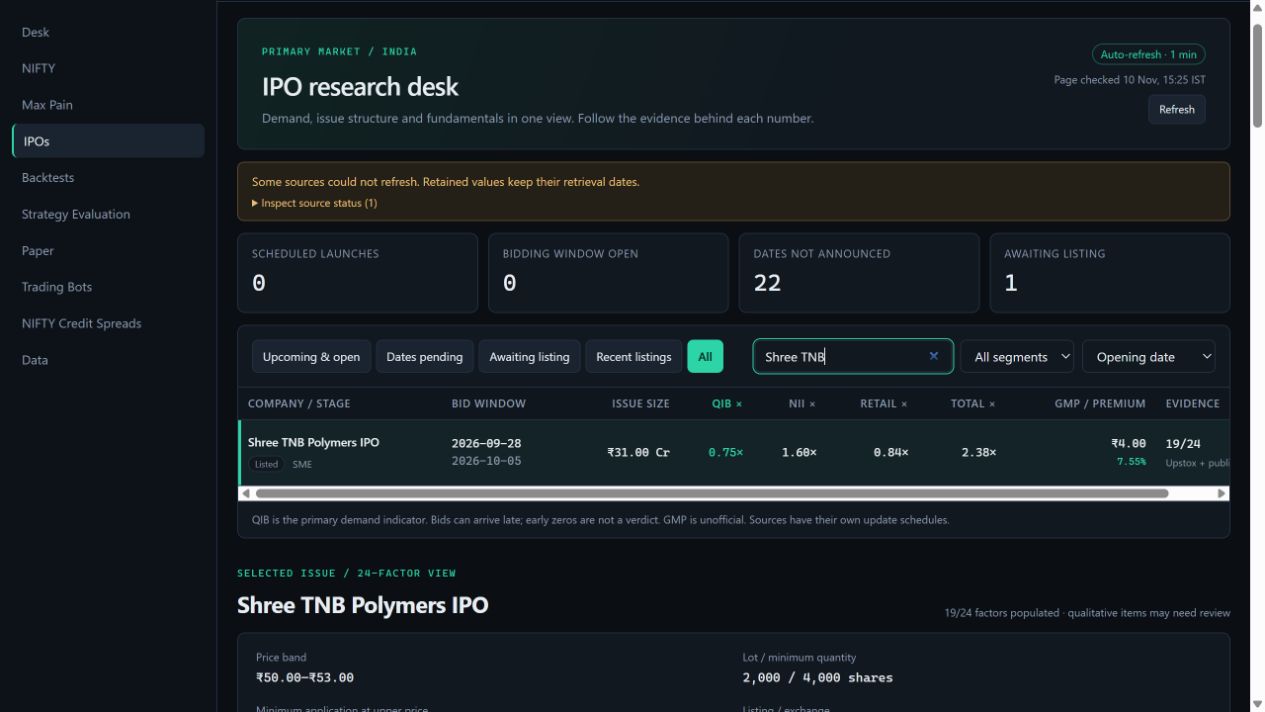 Desk
NIFTY
Max Pain
IPOs
Backtests
Strategy Evaluation
Paper
Trading Bots
NIFTY Credit Spreads
Data
PRIMARY MARKET / INDIA
IPO research desk
Demand, issue structure and fundamentals in one view. Follow the evidence behind each number.
Auto-refresh · 1 min
Page checked 10 Nov, 15:25 IST
Refresh
Some sources could not refresh. Retained values keep their retrieval dates.
▶ Inspect source status (1)
SCHEDULED LAUNCHES
0
BIDDING WINDOW OPEN
0
DATES NOT ANNOUNCED
22
AWAITING LISTING
1
Upcoming & open Dates pending Awaiting listing Recent listings All Shree TNB × All segments Opening date
COMPANY / STAGE BID WINDOW ISSUE SIZE QIB × NII × RETAIL × TOTAL × GMP / PREMIUM EVIDENCE
Shree TNB Polymers IPO 2026-09-28 ₹31.00 Cr 0.75× 1.60× 0.84× 2.38× ₹4.00 19/24
Listed SME 2026-10-05 7.55% Upstox + publi
QIB is the primary demand indicator. Bids can arrive late; early zeros are not a verdict. GMP is unofficial. Sources have their own update schedules.
SELECTED ISSUE / 24-FACTOR VIEW
Shree TNB Polymers IPO
19/24 factors populated · qualitative items may need review
Price band
₹50.00–₹53.00
Lot / minimum quantity
2,000 / 4,000 shares
Minimum application at upper price
Listing / exchange